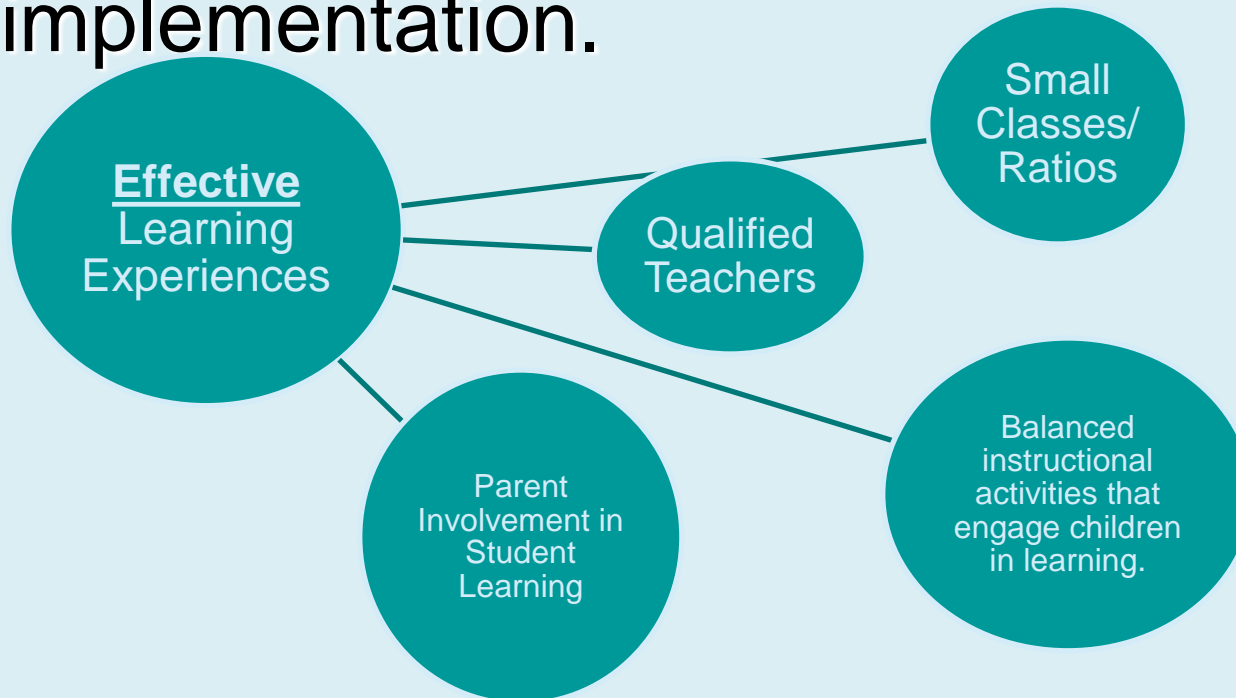 implementation.
Effective
Learning
Experiences
Small
Classes/
Ratios
Qualified
Teachers
Parent
Involvement in
Student
Learning
Balanced
instructional
activities that
engage children
in learning.